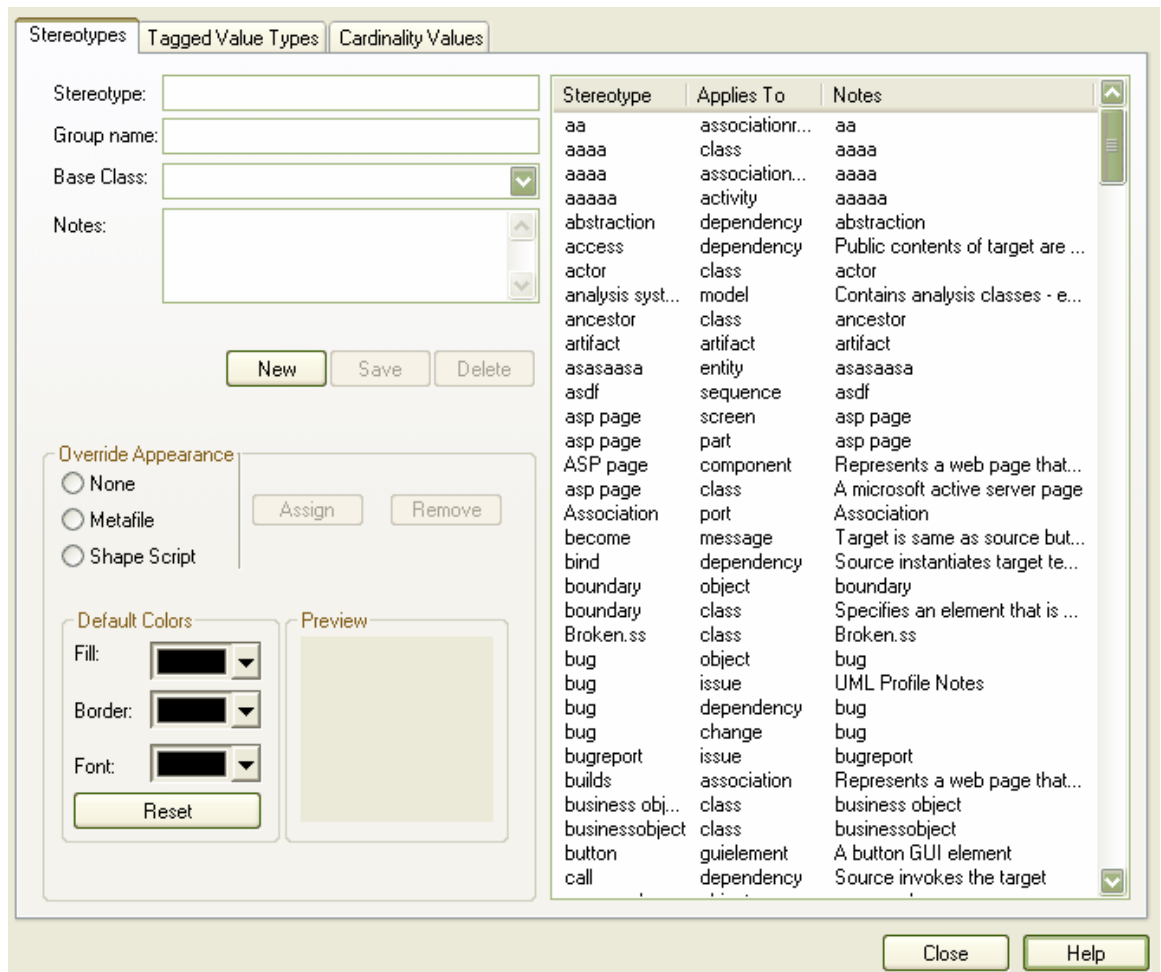 Stereotypes Tagged Value Types Cardinality Values
Stereotype:
Group name:
Base Class:
Notes:
New Save Delete
Override Appearance
None
Metafile
Shape Script
Assign Remove
Default Colors
Fill:
Border:
Font:
Reset
Preview
Stereotype Applies To Notes
aa associationr... aa
aaaa class aaaa
aaaa association... aaaa
aaaaa activity aaaaa
abstraction dependency abstraction
access dependency Public contents of target are ...
actor class actor
analysis syst... model Contains analysis classes - e...
ancestor class ancestor
artifact artifact artifact
asasaasa entity asasaasa
asdf sequence asdf
asp page screen asp page
asp page part asp page
ASP page component Represents a web page that...
asp page class A microsoft active server page
Association port Association
become message Target is same as source but...
bind dependency Source instantiates target te...
boundary object boundary
boundary class Specifies an element that is ...
Broken.ss class Broken.ss
bug object bug
bug issue UML Profile Notes
bug dependency bug
bug change bug
bugreport issue bugreport
builds association Represents a web page that...
business obj... class business object
businessobject class businessobject
button guielement A button GUI element
call dependency Source invokes the target
Close Help